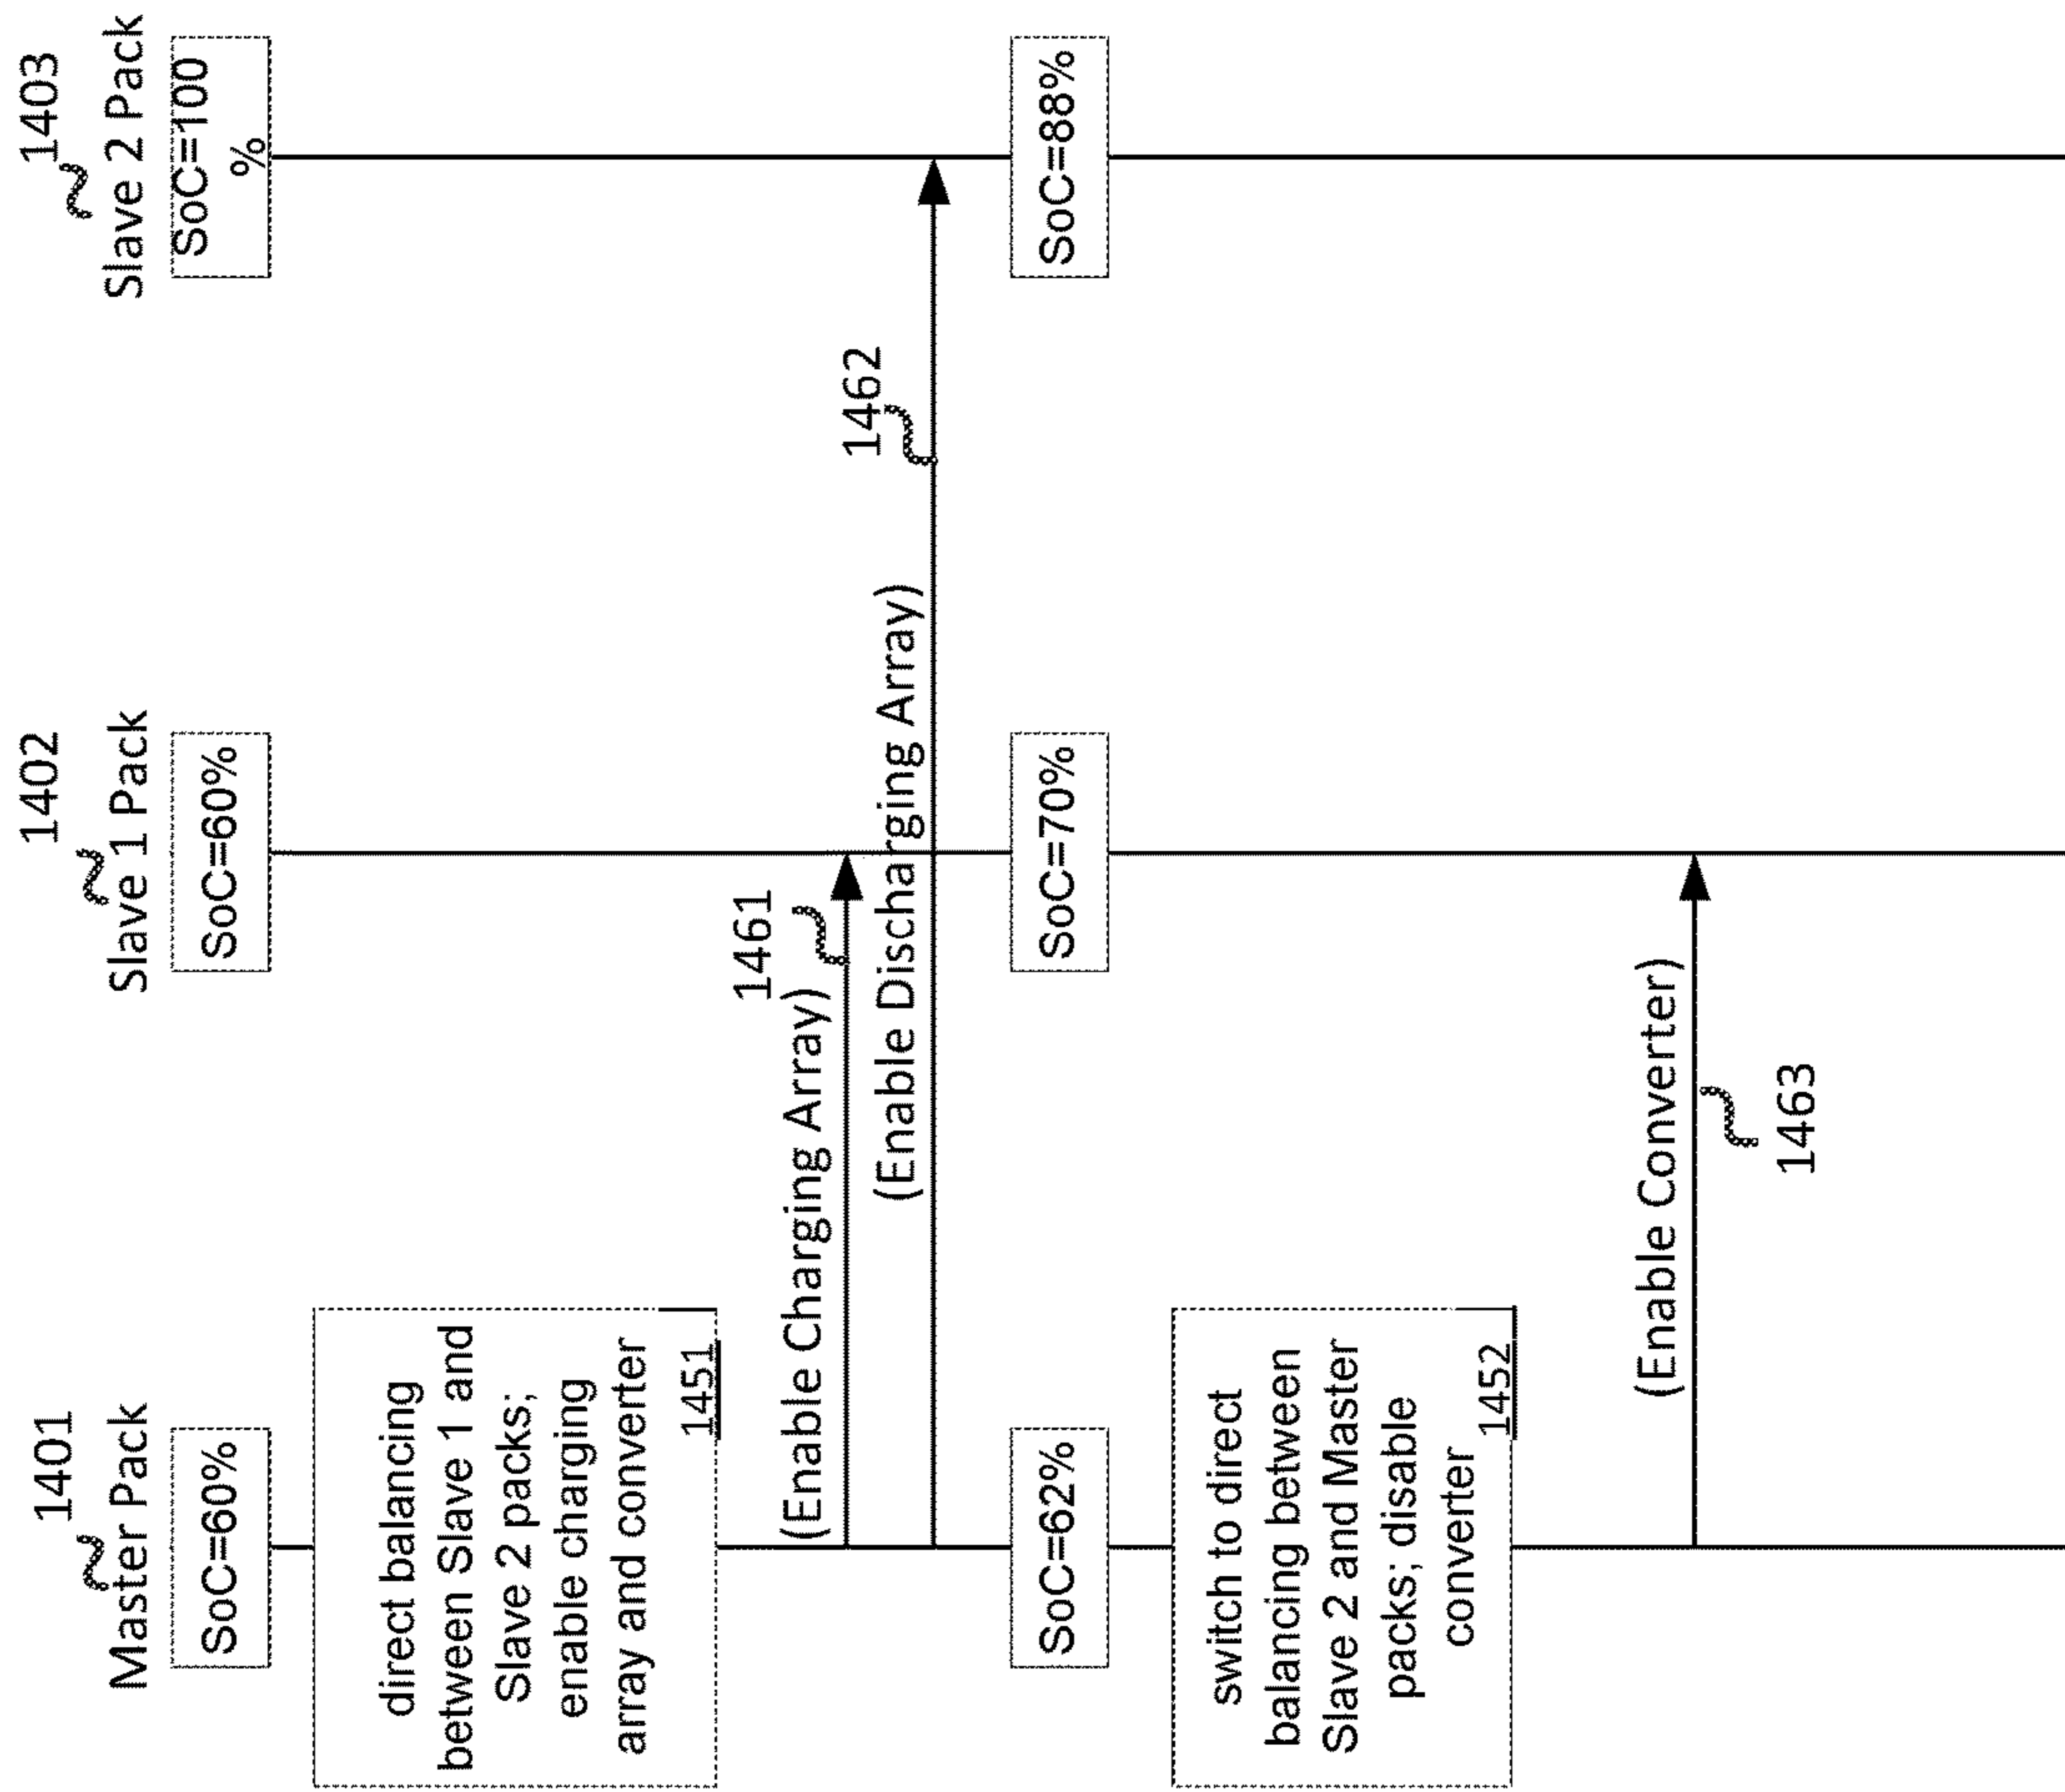 1401
Master Pack
1402
Slave 1 Pack
1403
Slave 2 Pack
SoC=60%
SoC=60%
SoC=100
%
direct balancing
between Slave 1 and
Slave 2 packs;
enable charging
array and converter
1451
(Enable Charging Array)
1461
(Enable Discharging Array)
1462
SoC=62%
SoC=70%
SoC=88%
switch to direct
balancing between
Slave 2 and Master
packs; disable
converter
1452
(Enable Converter)
1463